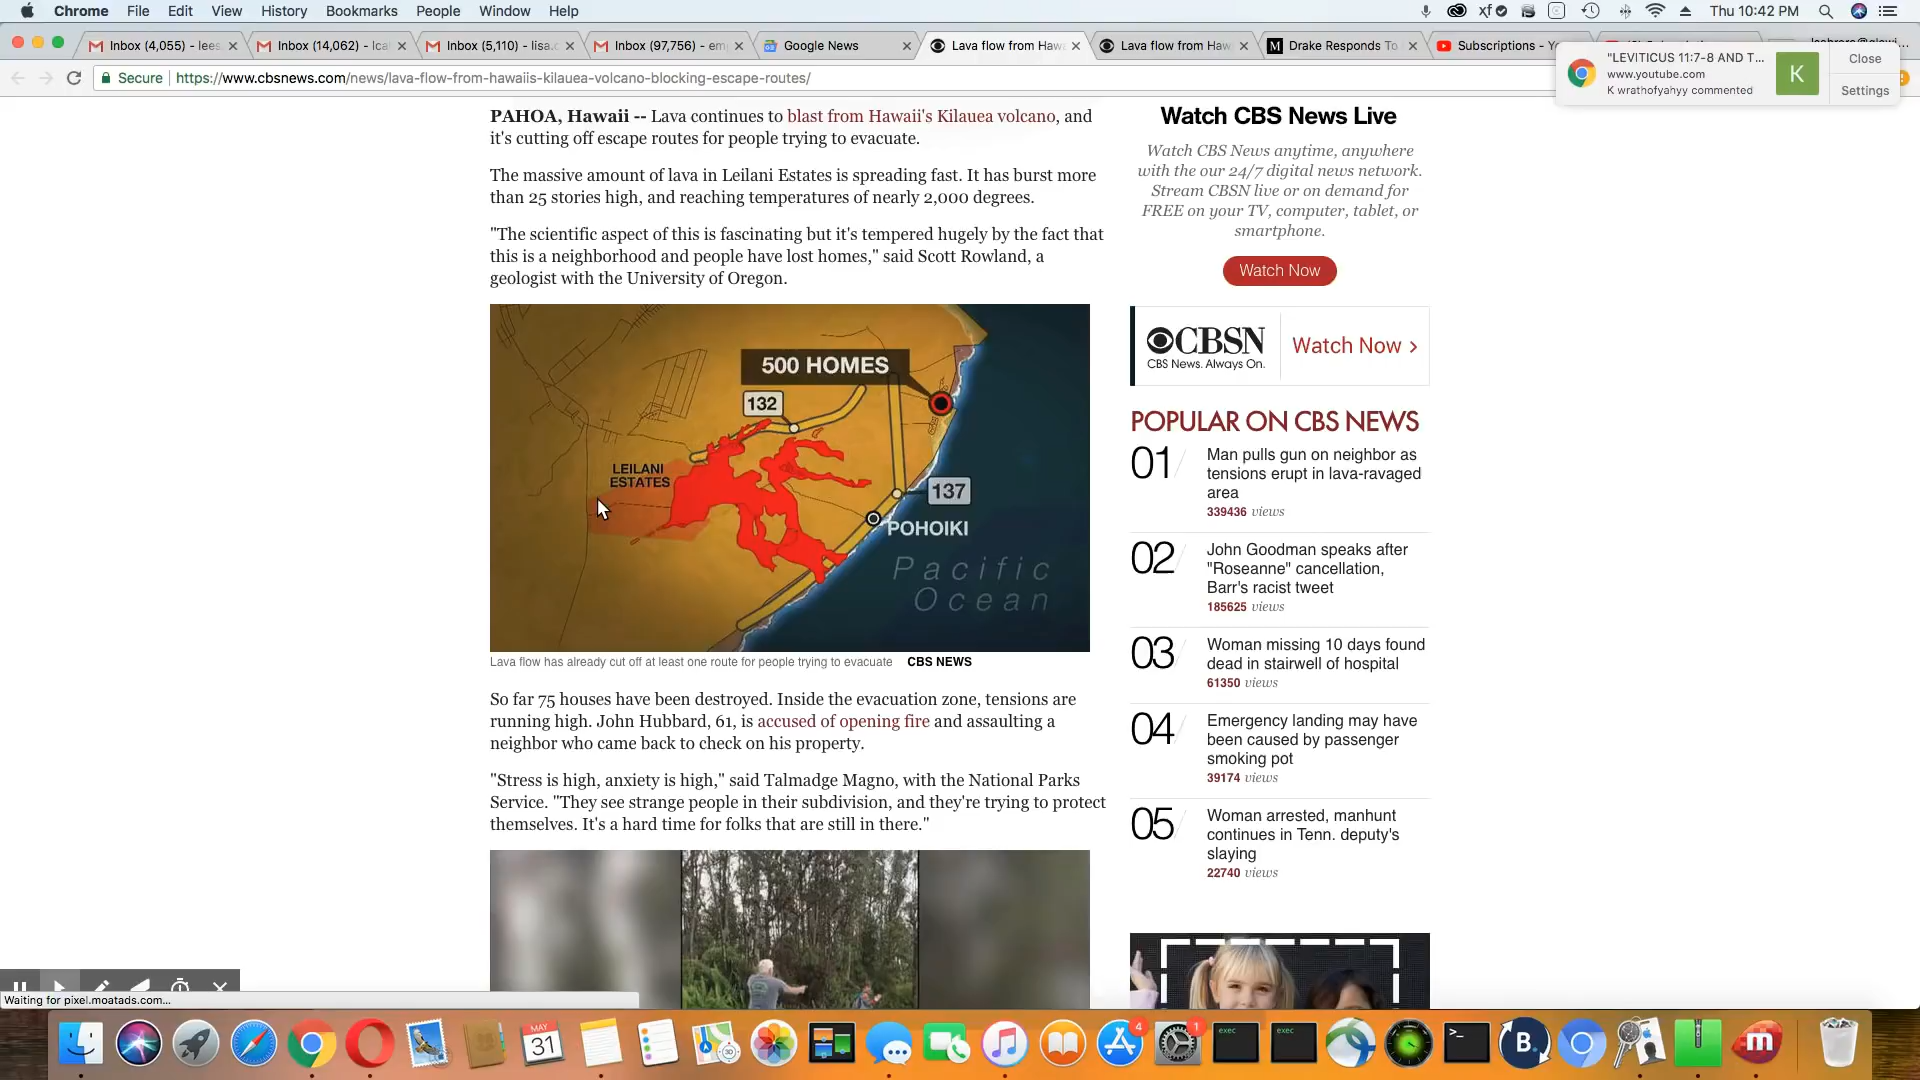 Chrome File Edit View History Bookmarks People Window Help
Thu 10:42 PM
Inbox (4,055) - lees
Inbox (14,062) - lca
Inbox (5,110) - lisa.c
Inbox (97,756) - em
Google News
Lava flow from Haw
Lava flow from Haw
Drake Responds To
Subscriptions - Yo
Secure https://www.cbsnews.com/news/lava-flow-from-hawaiis-kilauea-volcano-blocking-escape-routes/
"LEVITICUS 11:7-8 AND T...
www.youtube.com
K wrathofyahyy commented
K
Close
Settings
PAHOA, Hawaii -- Lava continues to blast from Hawaii's Kilauea volcano, and
it's cutting off escape routes for people trying to evacuate.
The massive amount of lava in Leilani Estates is spreading fast. It has burst more
than 25 stories high, and reaching temperatures of nearly 2,000 degrees.
"The scientific aspect of this is fascinating but it's tempered hugely by the fact that
this is a neighborhood and people have lost homes," said Scott Rowland, a
geologist with the University of Oregon.
500 HOMES
132
LEILANI
ESTATES
137
POHOIKI
Pacific
Ocean
Lava flow has already cut off at least one route for people trying to evacuate CBS NEWS
So far 75 houses have been destroyed. Inside the evacuation zone, tensions are
running high. John Hubbard, 61, is accused of opening fire and assaulting a
neighbor who came back to check on his property.
"Stress is high, anxiety is high," said Talmadge Magno, with the National Parks
Service. "They see strange people in their subdivision, and they're trying to protect
themselves. It's a hard time for folks that are still in there."
Watch CBS News Live
Watch CBS News anytime, anywhere
with the our 24/7 digital news network.
Stream CBSN live or on demand for
FREE on your TV, computer, tablet, or
smartphone.
Watch Now
CBSN
CBS News. Always On.
Watch Now >
POPULAR ON CBS NEWS
01
Man pulls gun on neighbor as
tensions erupt in lava-ravaged
area
339436 views
02
John Goodman speaks after
"Roseanne" cancellation,
Barr's racist tweet
185625 views
03
Woman missing 10 days found
dead in stairwell of hospital
61350 views
04
Emergency landing may have
been caused by passenger
smoking pot
39174 views
05
Woman arrested, manhunt
continues in Tenn. deputy's
slaying
22740 views
Waiting for pixel.moatads.com...
MAY
31
4
1
exec
exec
B.
m